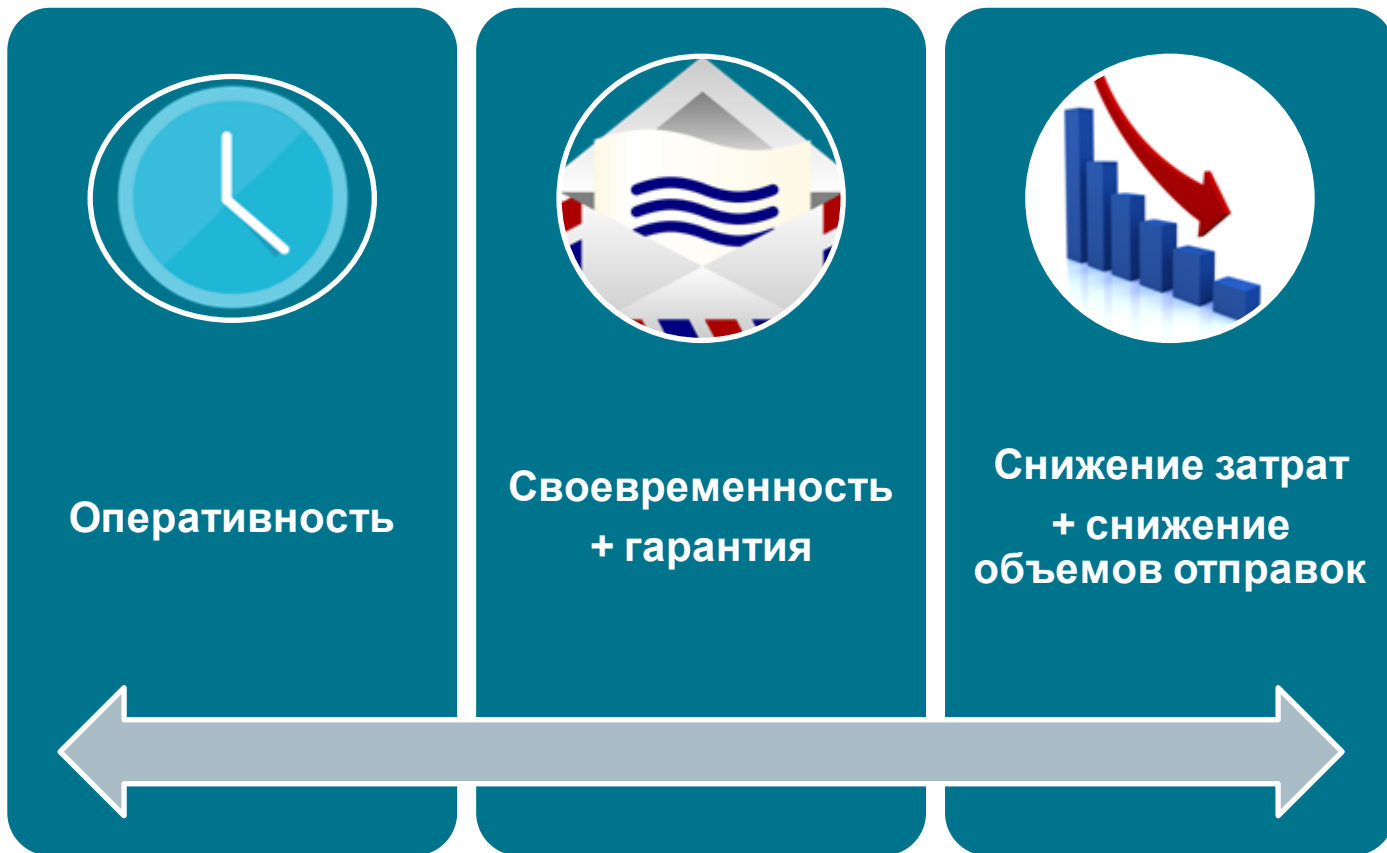 Оперативность
Своевременность
+ гарантия
Снижение затрат
+ снижение
объемов отправок